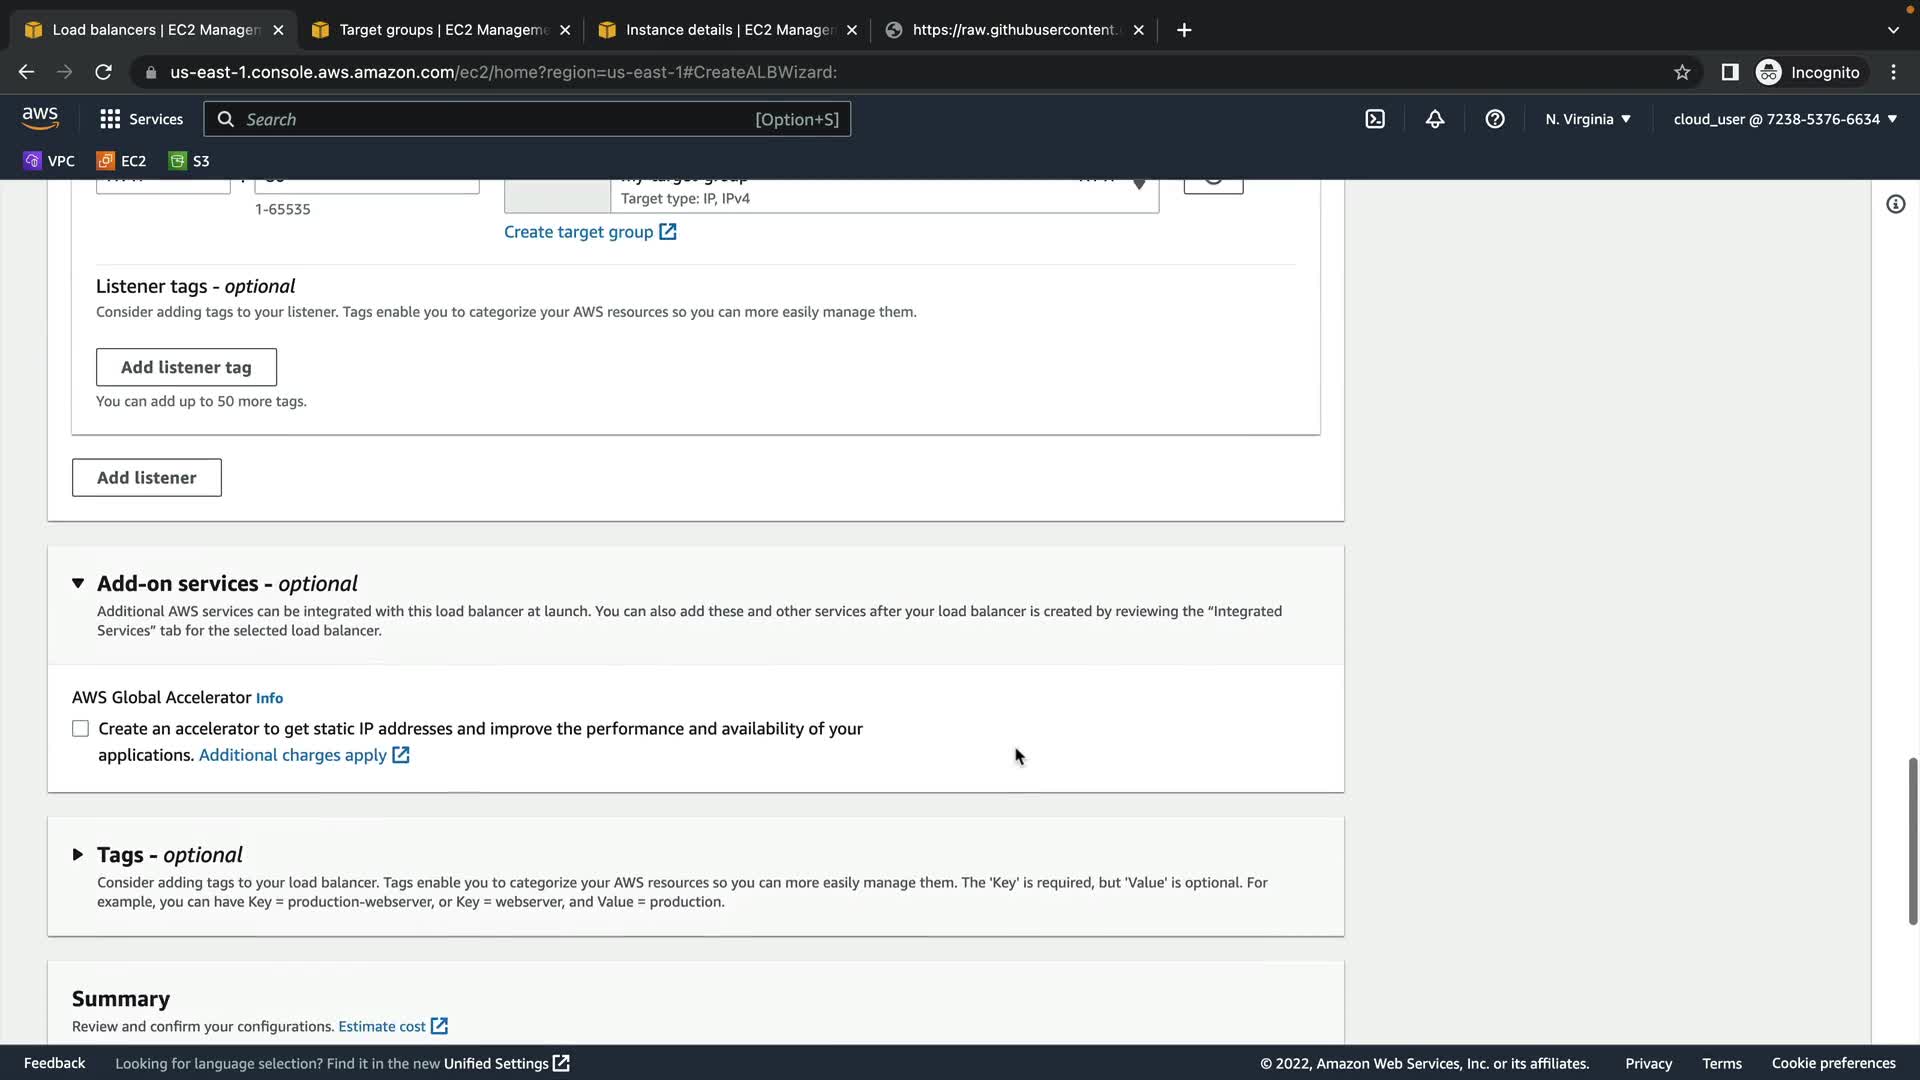 Load balancers | EC2 Managem
Target groups | EC2 Manageme
Instance details | EC2 Manager
https://raw.githubusercontent.
us-east-1.console.aws.amazon.com/ec2/home?region=us-east-1#CreateALBWizard:
Incognito
aws
Services
Search
[Option+S]
N. Virginia
cloud_user @ 7238-5376-6634
VPC
EC2
S3
Target type: IP, IPv4
1-65535
Create target group
Listener tags - optional
Consider adding tags to your listener. Tags enable you to categorize your AWS resources so you can more easily manage them.
Add listener tag
You can add up to 50 more tags.
Add listener
Add-on services - optional
Additional AWS services can be integrated with this load balancer at launch. You can also add these and other services after your load balancer is created by reviewing the “Integrated
Services” tab for the selected load balancer.
AWS Global Accelerator Info
Create an accelerator to get static IP addresses and improve the performance and availability of your
applications. Additional charges apply
Tags - optional
Consider adding tags to your load balancer. Tags enable you to categorize your AWS resources so you can more easily manage them. The 'Key' is required, but 'Value' is optional. For
example, you can have Key = production-webserver, or Key = webserver, and Value = production.
Summary
Review and confirm your configurations. Estimate cost
Feedback
Looking for language selection? Find it in the new Unified Settings
© 2022, Amazon Web Services, Inc. or its affiliates.
Privacy
Terms
Cookie preferences